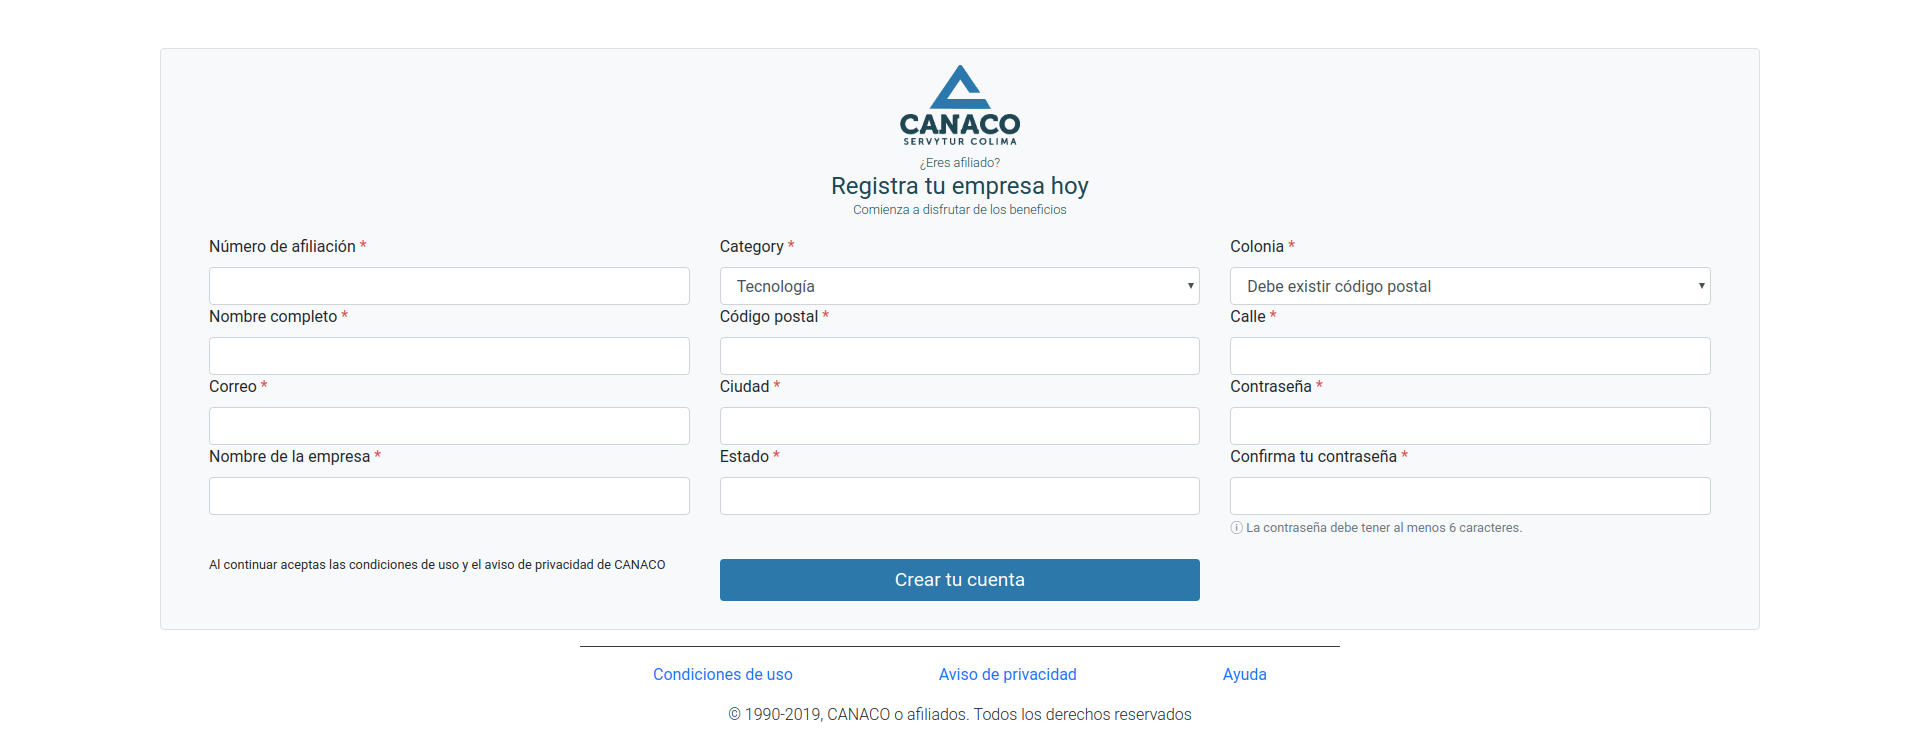 CANACO
SERVYTUR COLIMA
¿Eres afiliado?
Registra tu empresa hoy
Comienza a disfrutar de los beneficios
Número de afiliación *
Category *
Colonia *
Tecnología
Debe existir código postal
Nombre completo *
Código postal *
Calle *
Correo *
Ciudad *
Contraseña *
Nombre de la empresa *
Estado *
Confirma tu contraseña *
La contraseña debe tener al menos 6 caracteres.
Al continuar aceptas las condiciones de uso y el aviso de privacidad de CANACO
Crear tu cuenta
Condiciones de uso
Aviso de privacidad
Ayuda
© 1990-2019, CANACO o afiliados. Todos los derechos reservados